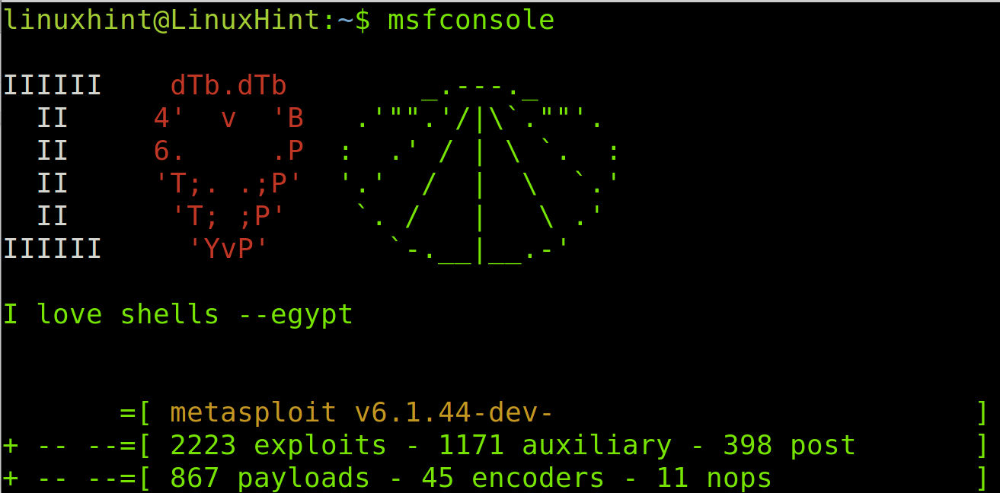 linuxhint@LinuxHint:~$ msfconsole

IIIIII    dTb.dTb        _.---._
  II     4'  v  'B   .'"".'/|\`.""'.
  II     6.     .P  :  .' / | \ `.  :
  II     'T;. .;P'  '.'  /  |  \  `.'
  II      'T; ;P'    `. /   |   \ .'
IIIIII     'YvP'       `-.__|__.-'

I love shells --egypt


       =[ metasploit v6.1.44-dev-                         ]
+ -- --=[ 2223 exploits - 1171 auxiliary - 398 post       ]
+ -- --=[ 867 payloads - 45 encoders - 11 nops            ]